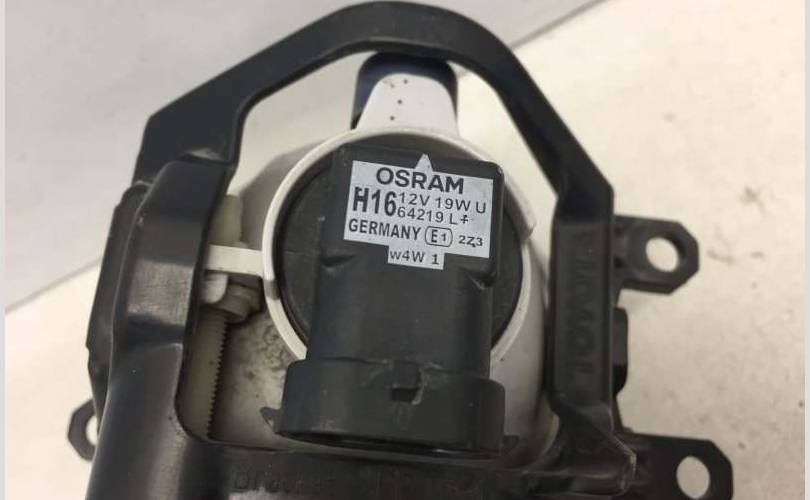 OSRAM
H16 12V 19W U
64219 L+
GERMANY E1 2Z3
w4W 1